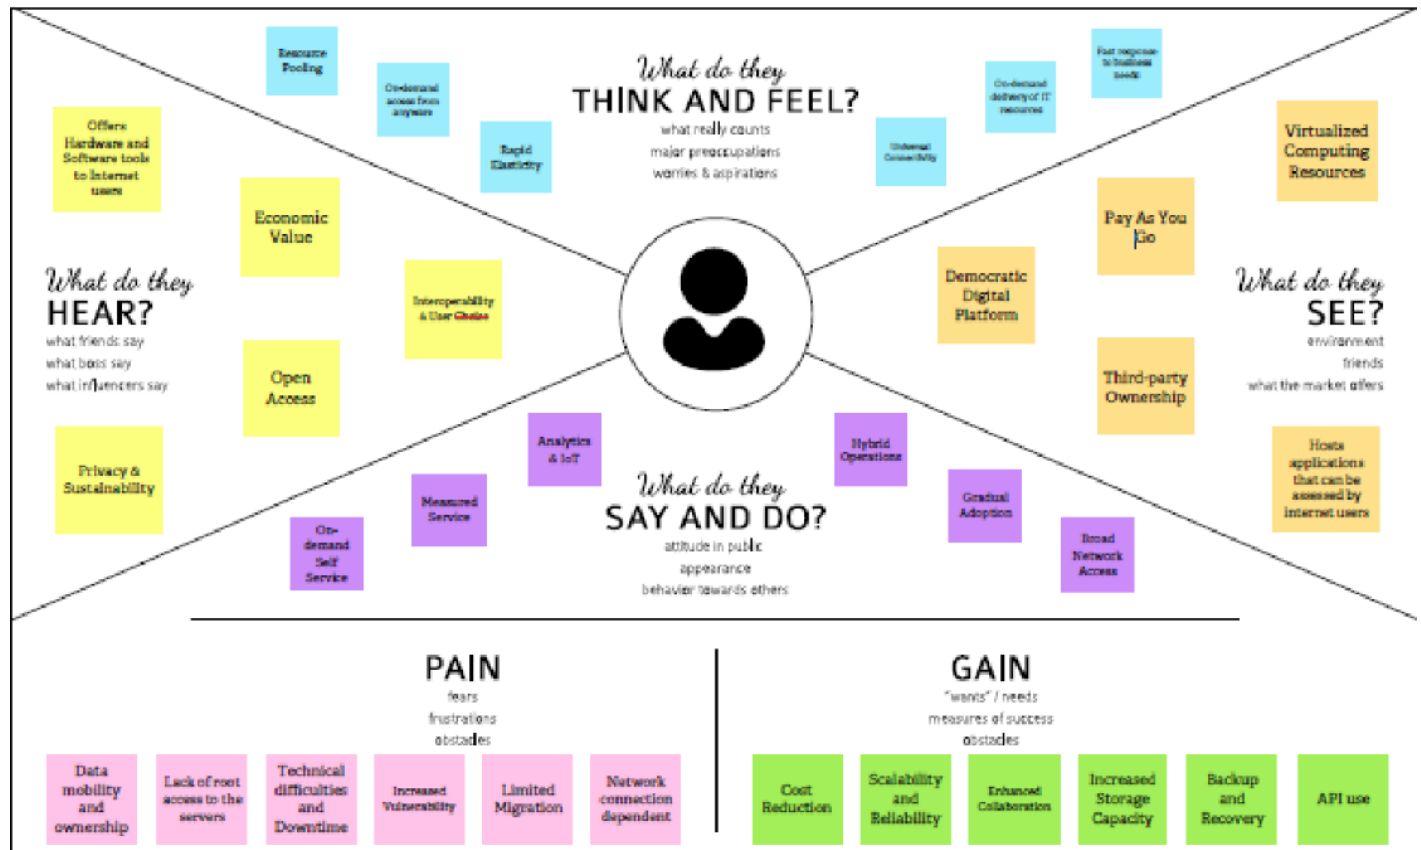 Resource
Pooling
On-demand
access from
anyware
Rapid
Elasticity
What do they
THINK AND FEEL?
what really counts
major preoccupations
worries & aspirations
Universal
Connectivity
On-demand
delivery of IT
resources
Fast response
to business
needs
Offers
Hardware and
Software tools
to Internet
users
Economic
Value
Interoperability
& User Choise
What do they
HEAR?
what friends say
what boss say
what influencers say
Open
Access
Privacy &
Sustainability
Virtualized
Computing
Resources
Pay As You
Go
Democratic
Digital
Platform
What do they
SEE?
environment
friends
what the market offers
Third-party
Ownership
Hosts
applications
that can be
assessed by
internet users
Analytics
& IoT
Measured
Service
On-
demand
Self
Service
What do they
SAY AND DO?
attitude in public
appearance
behavior towards others
Hybrid
Operations
Gradual
Adoption
Broad
Network
Access
PAIN
fears
frustrations
obstacles
Data
mobility
and
ownership
Lack of root
access to the
servers
Technical
difficulties
and
Downtime
Increased
Vulnerability
Limited
Migration
Network
connection
dependent
GAIN
"wants" / needs
measures of success
obstacles
Cost
Reduction
Scalability
and
Reliability
Enhanced
Collaboration
Increased
Storage
Capacity
Backup
and
Recovery
API use